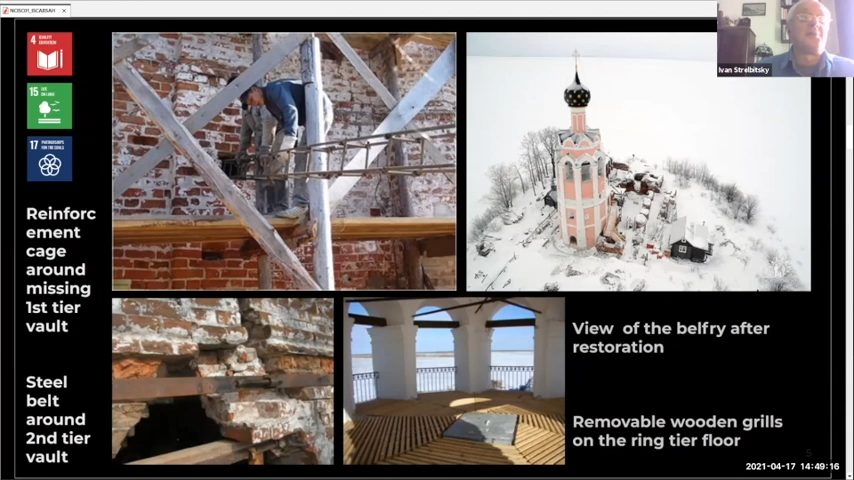 NCISC01_ISCARSAH
4 QUALITY EDUCATION
15 LIFE ON LAND
17 PARTNERSHIPS FOR THE GOALS
Ivan Strelbitsky
Reinforc
ement
cage
around
missing
1st tier
vault
Steel
belt
around
2nd tier
vault
View of the belfry after
restoration
Removable wooden grills
on the ring tier floor
5
2021-04-17 14:49:16